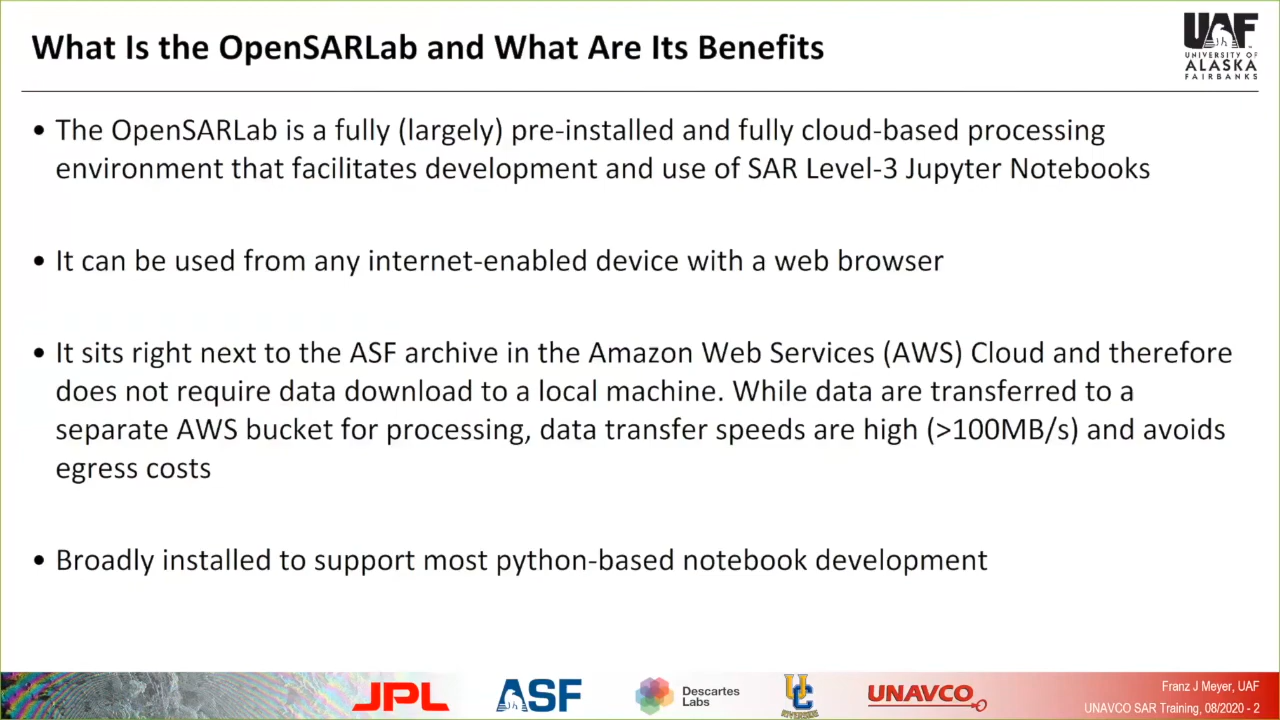 What Is the OpenSARLab and What Are Its Benefits
UAF
UNIVERSITY OF
ALASKA
FAIRBANKS
• The OpenSARLab is a fully (largely) pre-installed and fully cloud-based processing
environment that facilitates development and use of SAR Level-3 Jupyter Notebooks
• It can be used from any internet-enabled device with a web browser
• It sits right next to the ASF archive in the Amazon Web Services (AWS) Cloud and therefore
does not require data download to a local machine. While data are transferred to a
separate AWS bucket for processing, data transfer speeds are high (>100MB/s) and avoids
egress costs
• Broadly installed to support most python-based notebook development
JPL
ASF
Descartes
Labs
UC
RIVERSIDE
UNAVCO
Franz J Meyer, UAF
UNAVCO SAR Training, 08/2020 - 2